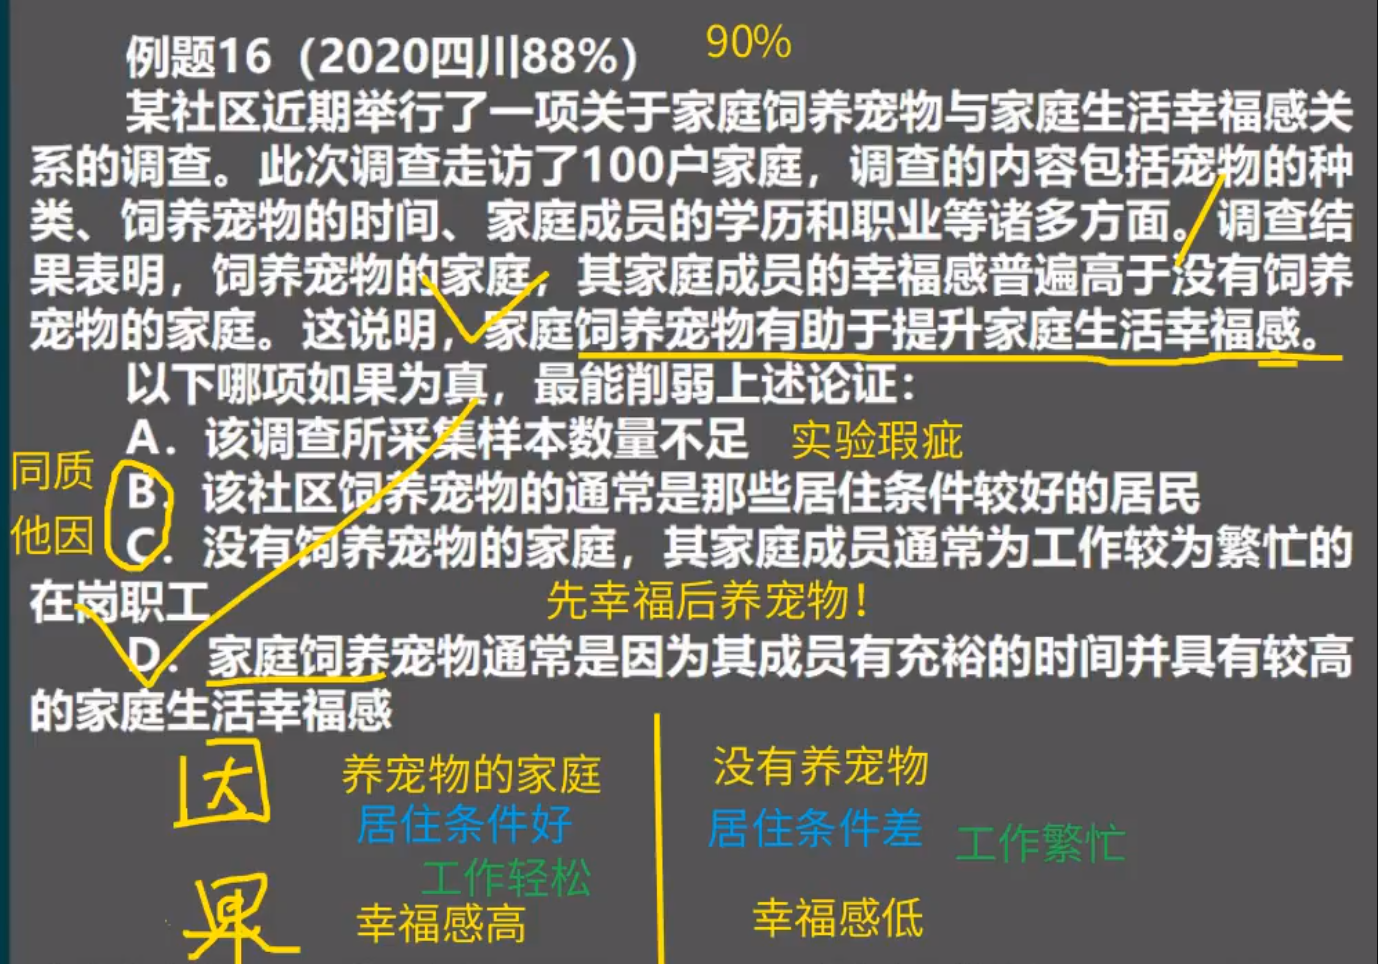 例题16（2020四川88%） 90%
某社区近期举行了一项关于家庭饲养宠物与家庭生活幸福感关
系的调查。此次调查走访了100户家庭，调查的内容包括宠物的种
类、饲养宠物的时间、家庭成员的学历和职业等诸多方面。调查结
果表明，饲养宠物的家庭，其家庭成员的幸福感普遍高于没有饲养
宠物的家庭。这说明，家庭饲养宠物有助于提升家庭生活幸福感。
以下哪项如果为真，最能削弱上述论证：
A．该调查所采集样本数量不足 实验瑕疵
同质
B．该社区饲养宠物的通常是那些居住条件较好的居民
他因
C．没有饲养宠物的家庭，其家庭成员通常为工作较为繁忙的
在岗职工 先幸福后养宠物！
D．家庭饲养宠物通常是因为其成员有充裕的时间并具有较高
的家庭生活幸福感
因 养宠物的家庭 没有养宠物
居住条件好 居住条件差 工作繁忙
工作轻松
果 幸福感高 幸福感低